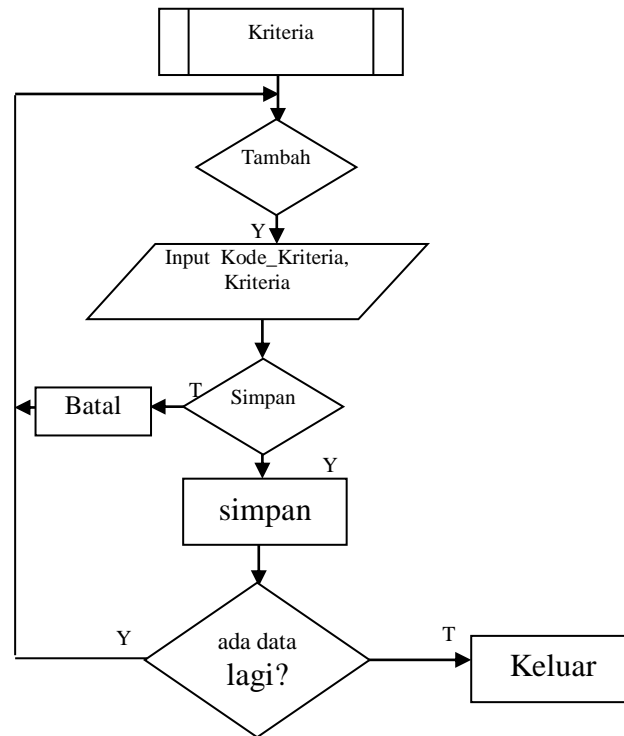 Kriteria
Tambah
Y
Input Kode_Kriteria,
Kriteria
T
Simpan
Batal
Y
simpan
Y
ada data
lagi?
T
Keluar